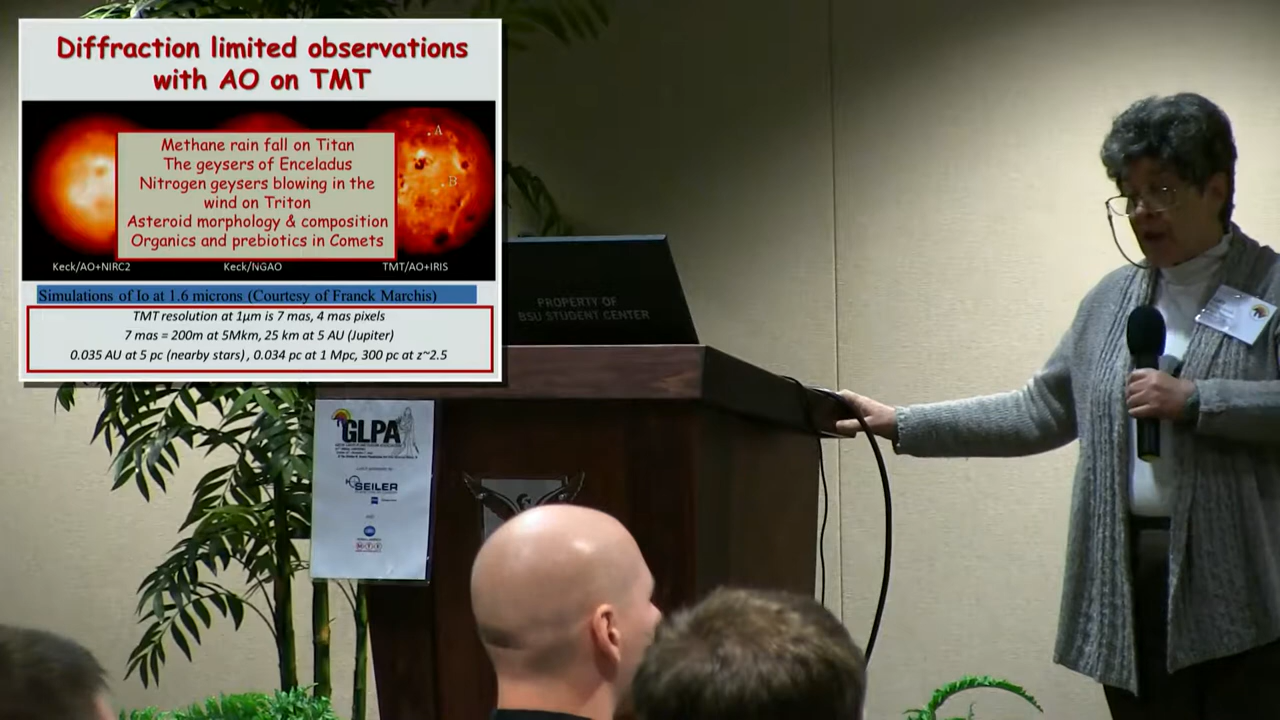 Diffraction limited observations
with AO on TMT
A
B
Methane rain fall on Titan
The geysers of Enceladus
Nitrogen geysers blowing in the
wind on Triton
Asteroid morphology & composition
Organics and prebiotics in Comets
Keck/AO+NIRC2
Keck/NGAO
TMT/AO+IRIS
Simulations of Io at 1.6 microns (Courtesy of Franck Marchis)
TMT resolution at 1μm is 7 mas, 4 mas pixels
7 mas = 200m at 5Mkm, 25 km at 5 AU (Jupiter)
0.035 AU at 5 pc (nearby stars) , 0.034 pc at 1 Mpc, 300 pc at z~2.5
PROPERTY OF
BSU STUDENT CENTER
GLPA
SEILER